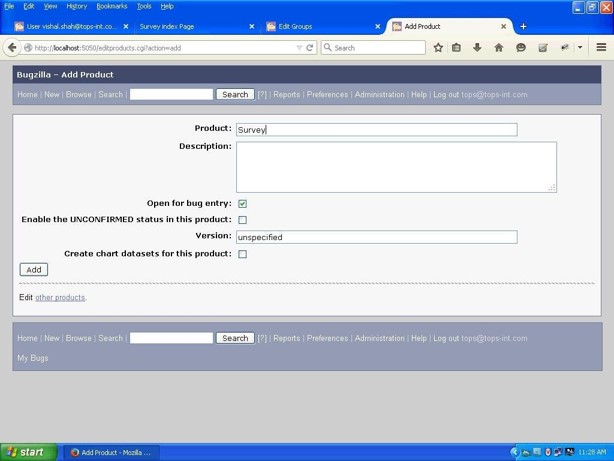 File Edit View History Bookmarks Tools Help
User vishal.shah@tops-int.co... Survey index Page Edit Groups Add Product
http://localhost:5050/editproducts.cgi?action=add Search
Bugzilla – Add Product
Home | New | Browse | Search | Search [?] | Reports | Preferences | Administration | Help | Log out tops@tops-int.com
Product: Survey
Description:
Open for bug entry:
Enable the UNCONFIRMED status in this product:
Version: unspecified
Create chart datasets for this product:
Add
Edit other products.
Home | New | Browse | Search | Search [?] | Reports | Preferences | Administration | Help | Log out tops@tops-int.com
My Bugs
start Add Product - Mozilla ... 11:28 AM